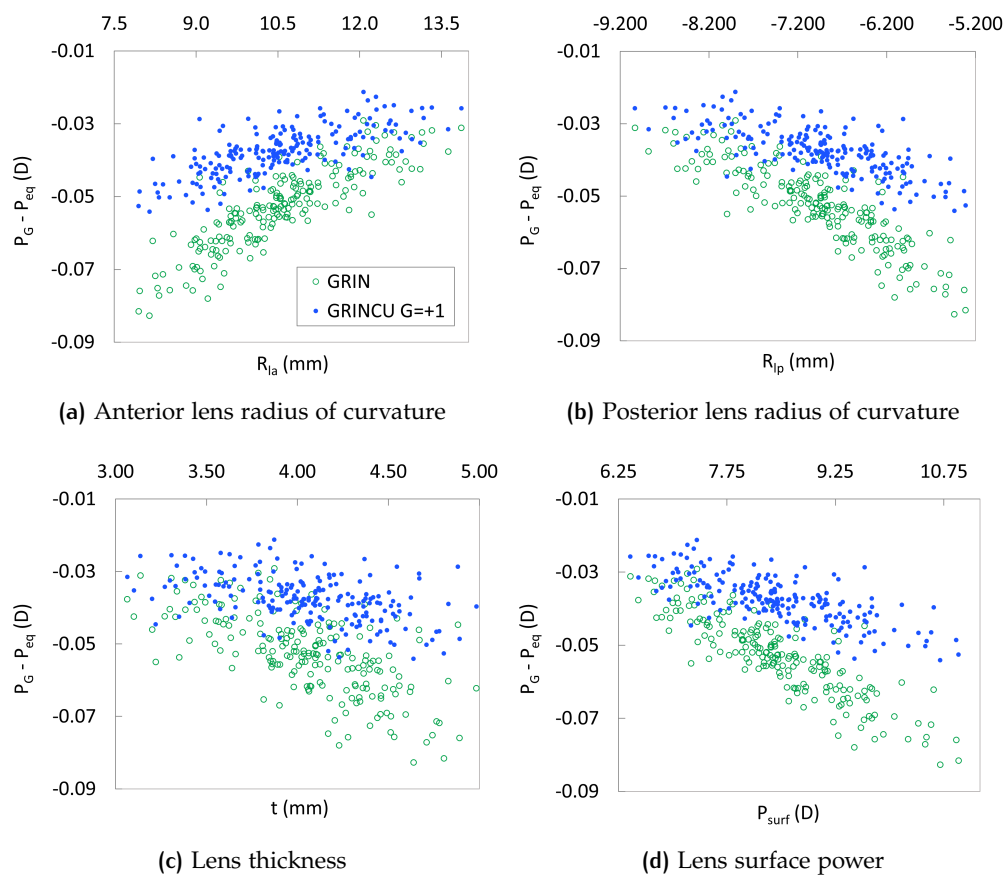 7.5 9.0 10.5 12.0 13.5
-0.01
-0.03
-0.05
-0.07
-0.09
P_G - P_eq (D)
GRIN
GRINCU G=+1
R_la (mm)
(a) Anterior lens radius of curvature
-9.200 -8.200 -7.200 -6.200 -5.200
-0.01
-0.03
-0.05
-0.07
-0.09
P_G - P_eq (D)
R_lp (mm)
(b) Posterior lens radius of curvature
3.00 3.50 4.00 4.50 5.00
-0.01
-0.03
-0.05
-0.07
-0.09
P_G - P_eq (D)
t (mm)
(c) Lens thickness
6.25 7.75 9.25 10.75
-0.01
-0.03
-0.05
-0.07
-0.09
P_G - P_eq (D)
P_surf (D)
(d) Lens surface power